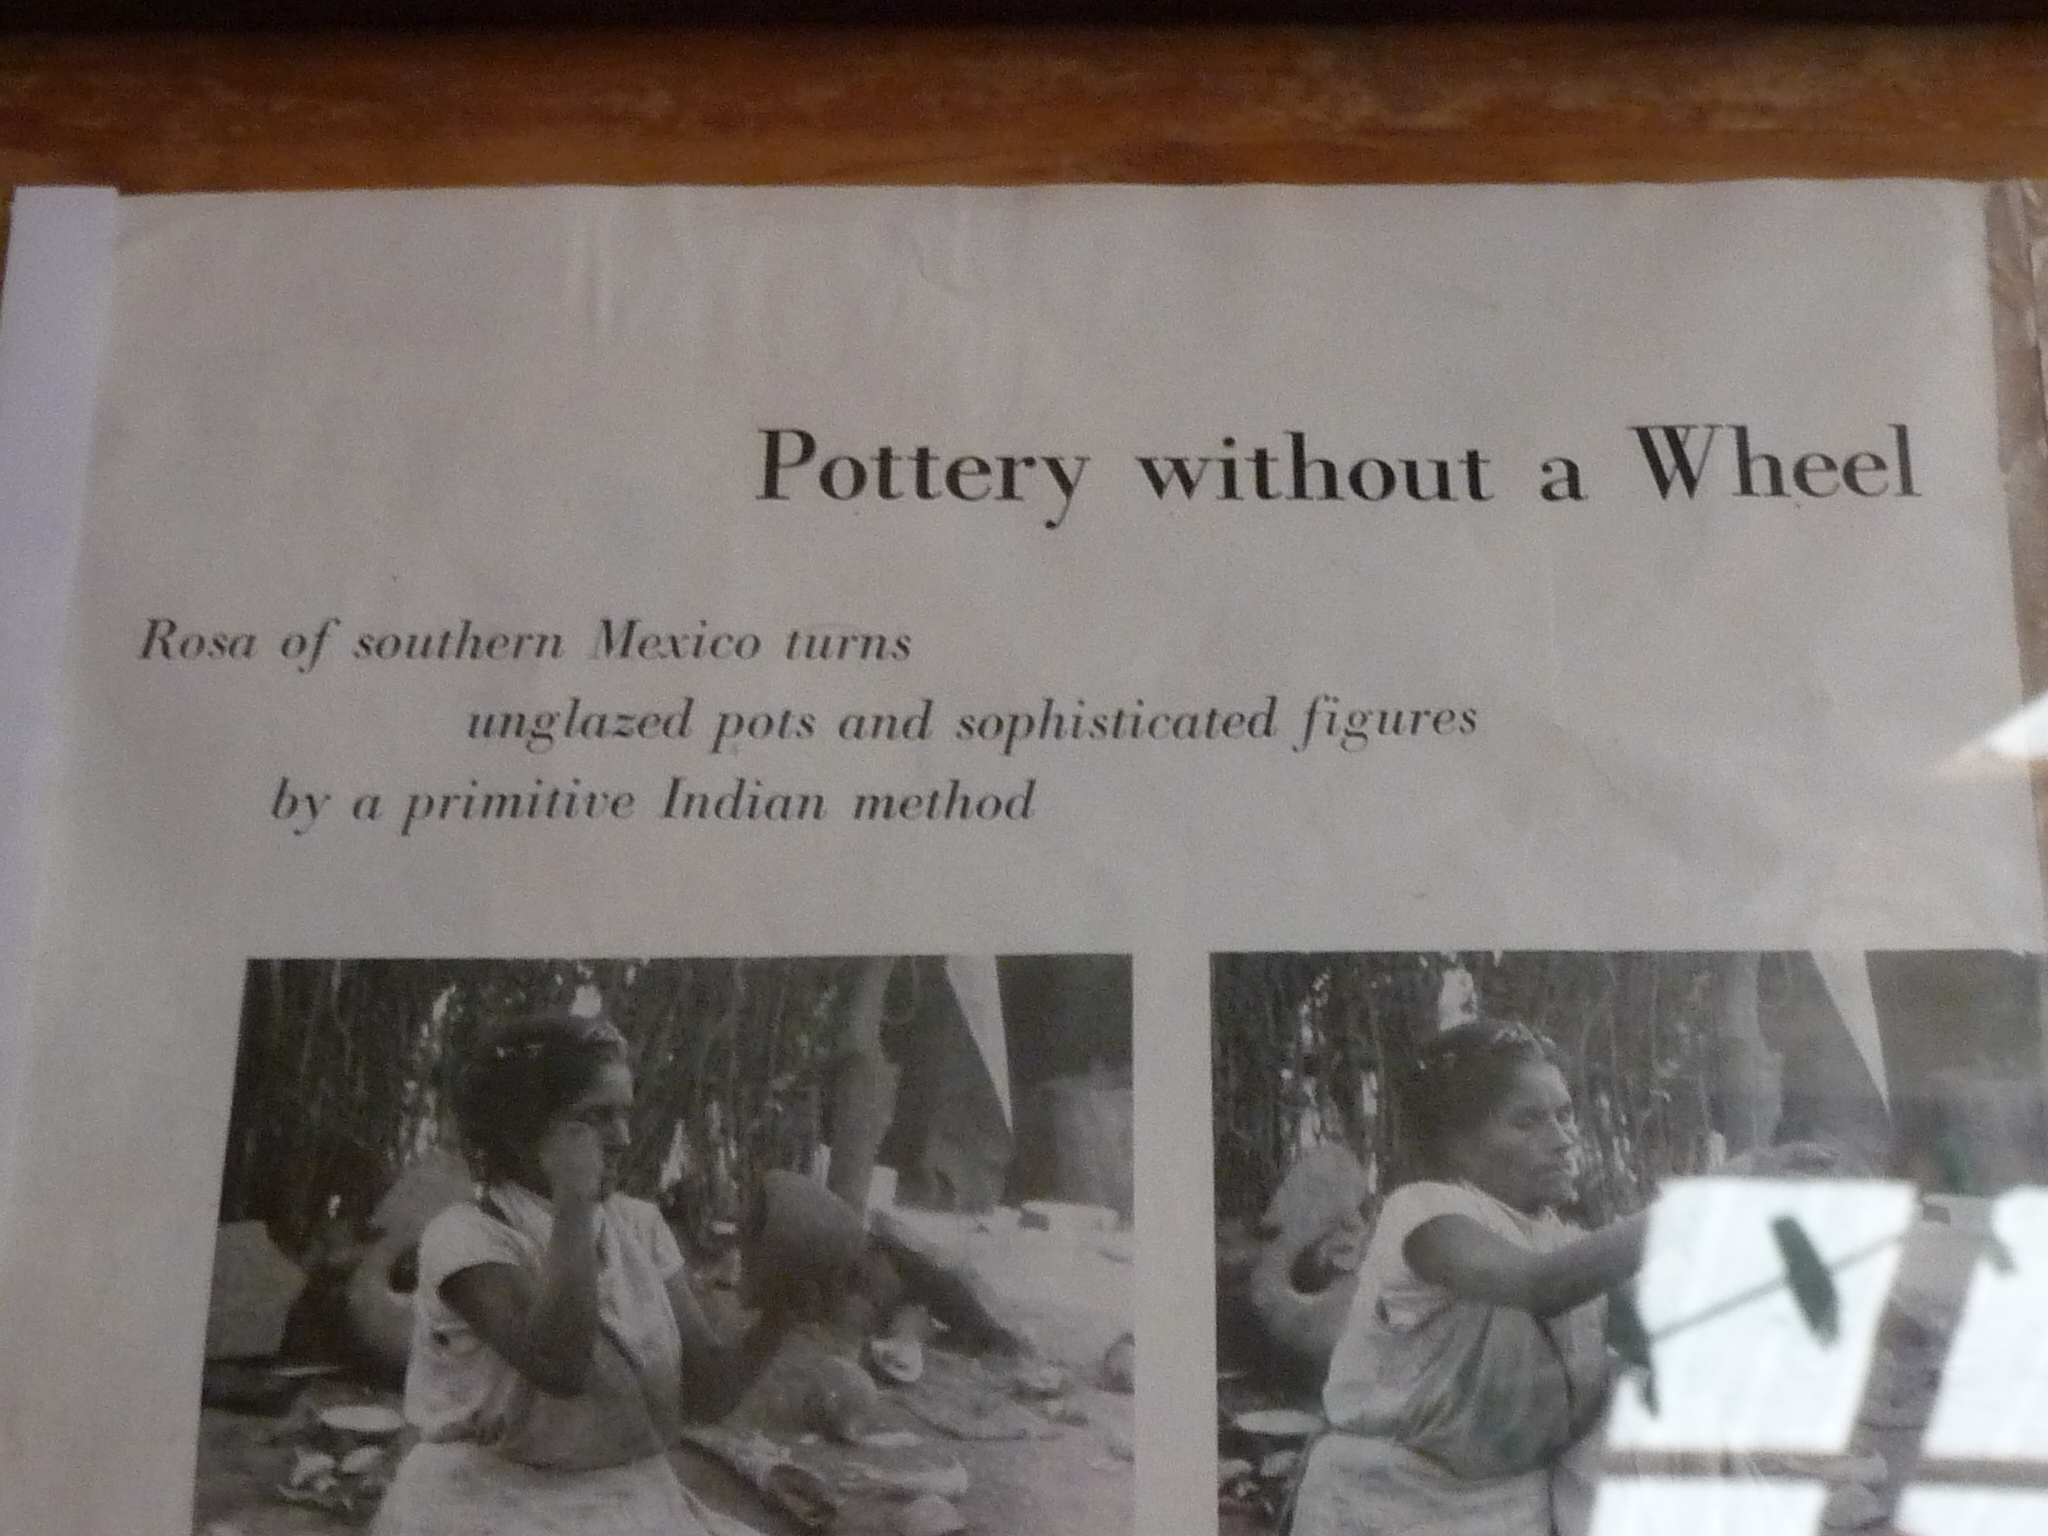 Pottery without a Wheel
Rosa of southern Mexico turns
unglazed pots and sophisticated figures
by a primitive Indian method